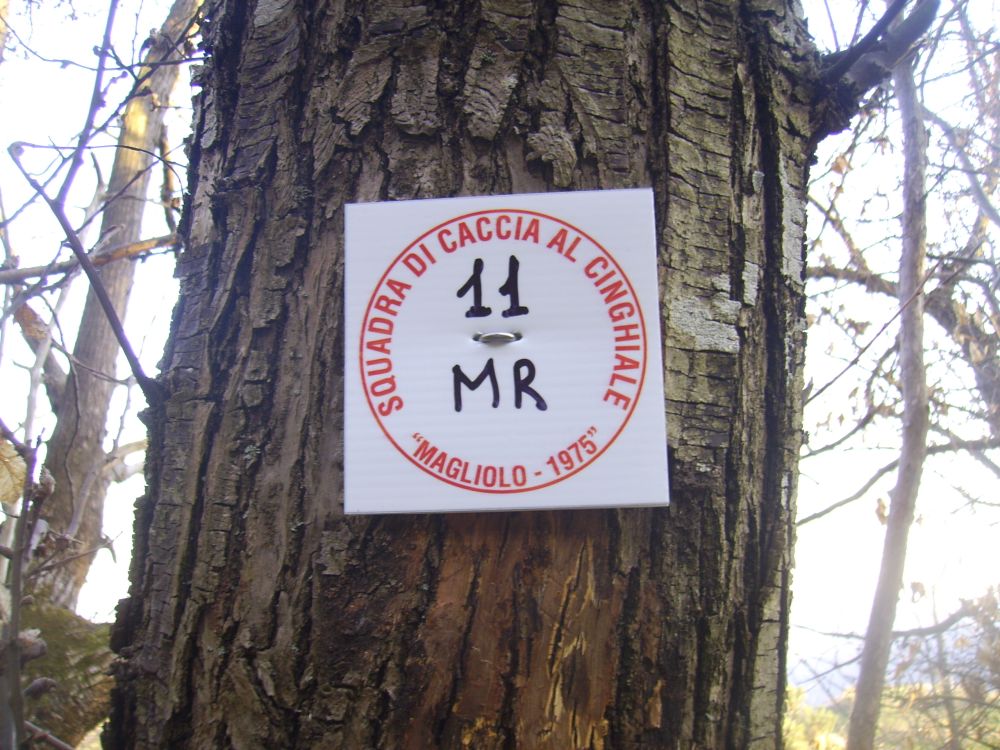 SQUADRA DI CACCIA AL CINGHIALE
11
MR
"MAGLIOLO - 1975"